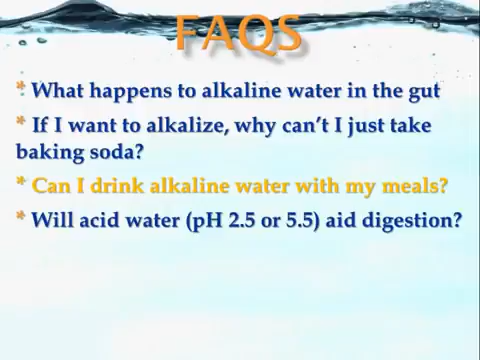 FAQS
* What happens to alkaline water in the gut
* If I want to alkalize, why can't I just take
baking soda?
* Can I drink alkaline water with my meals?
* Will acid water (pH 2.5 or 5.5) aid digestion?